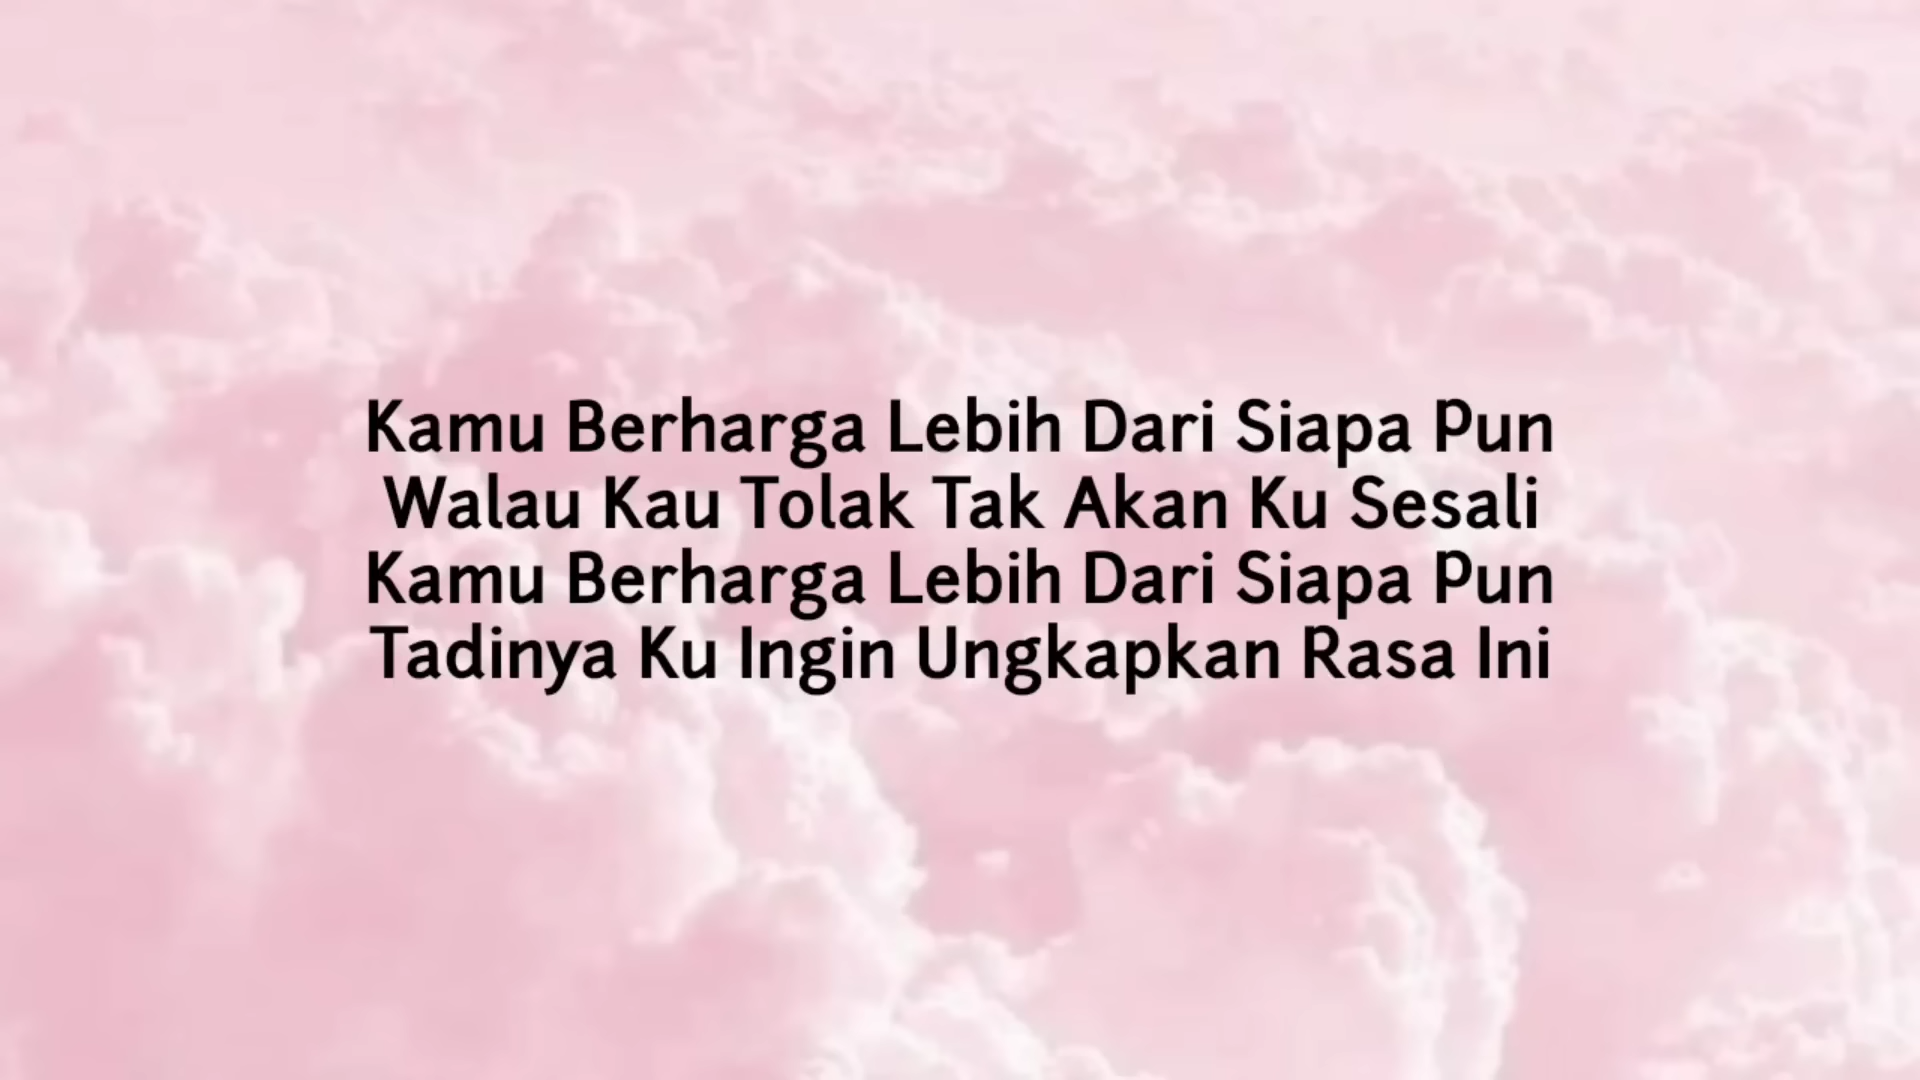 Kamu Berharga Lebih Dari Siapa Pun
Walau Kau Tolak Tak Akan Ku Sesali
Kamu Berharga Lebih Dari Siapa Pun
Tadinya Ku Ingin Ungkapkan Rasa Ini